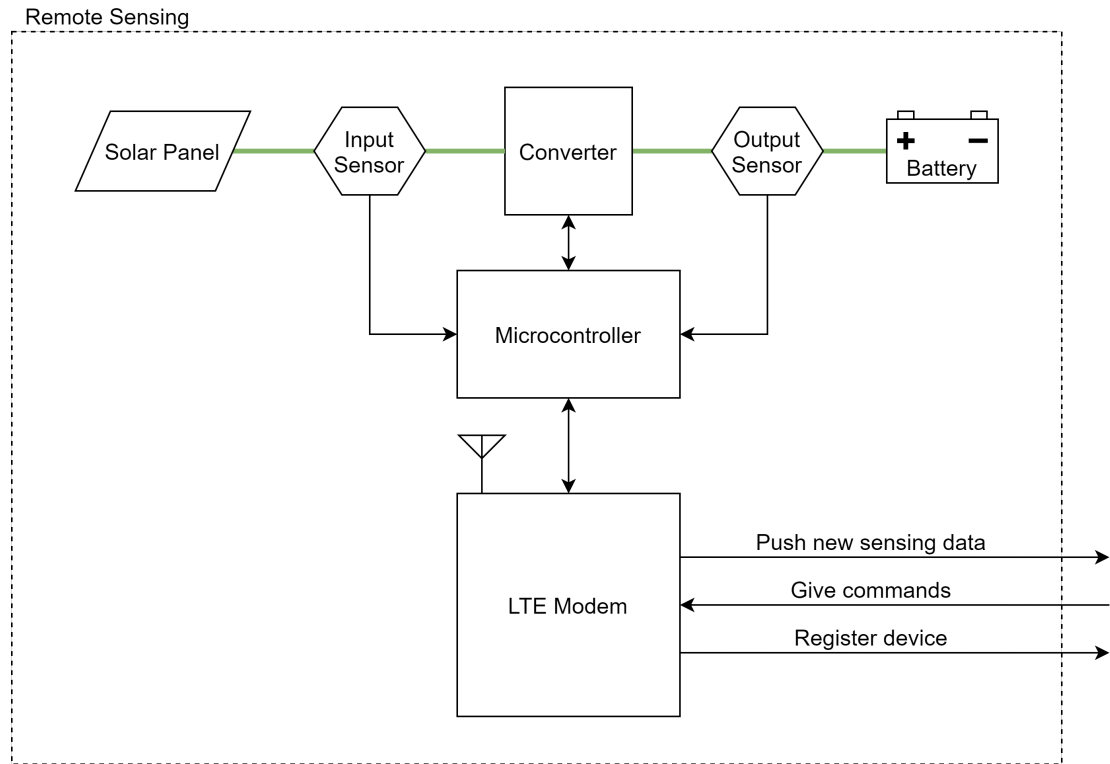 Remote Sensing
Solar Panel
Input
Sensor
Converter
Output
Sensor
Battery
Microcontroller
LTE Modem
Push new sensing data
Give commands
Register device